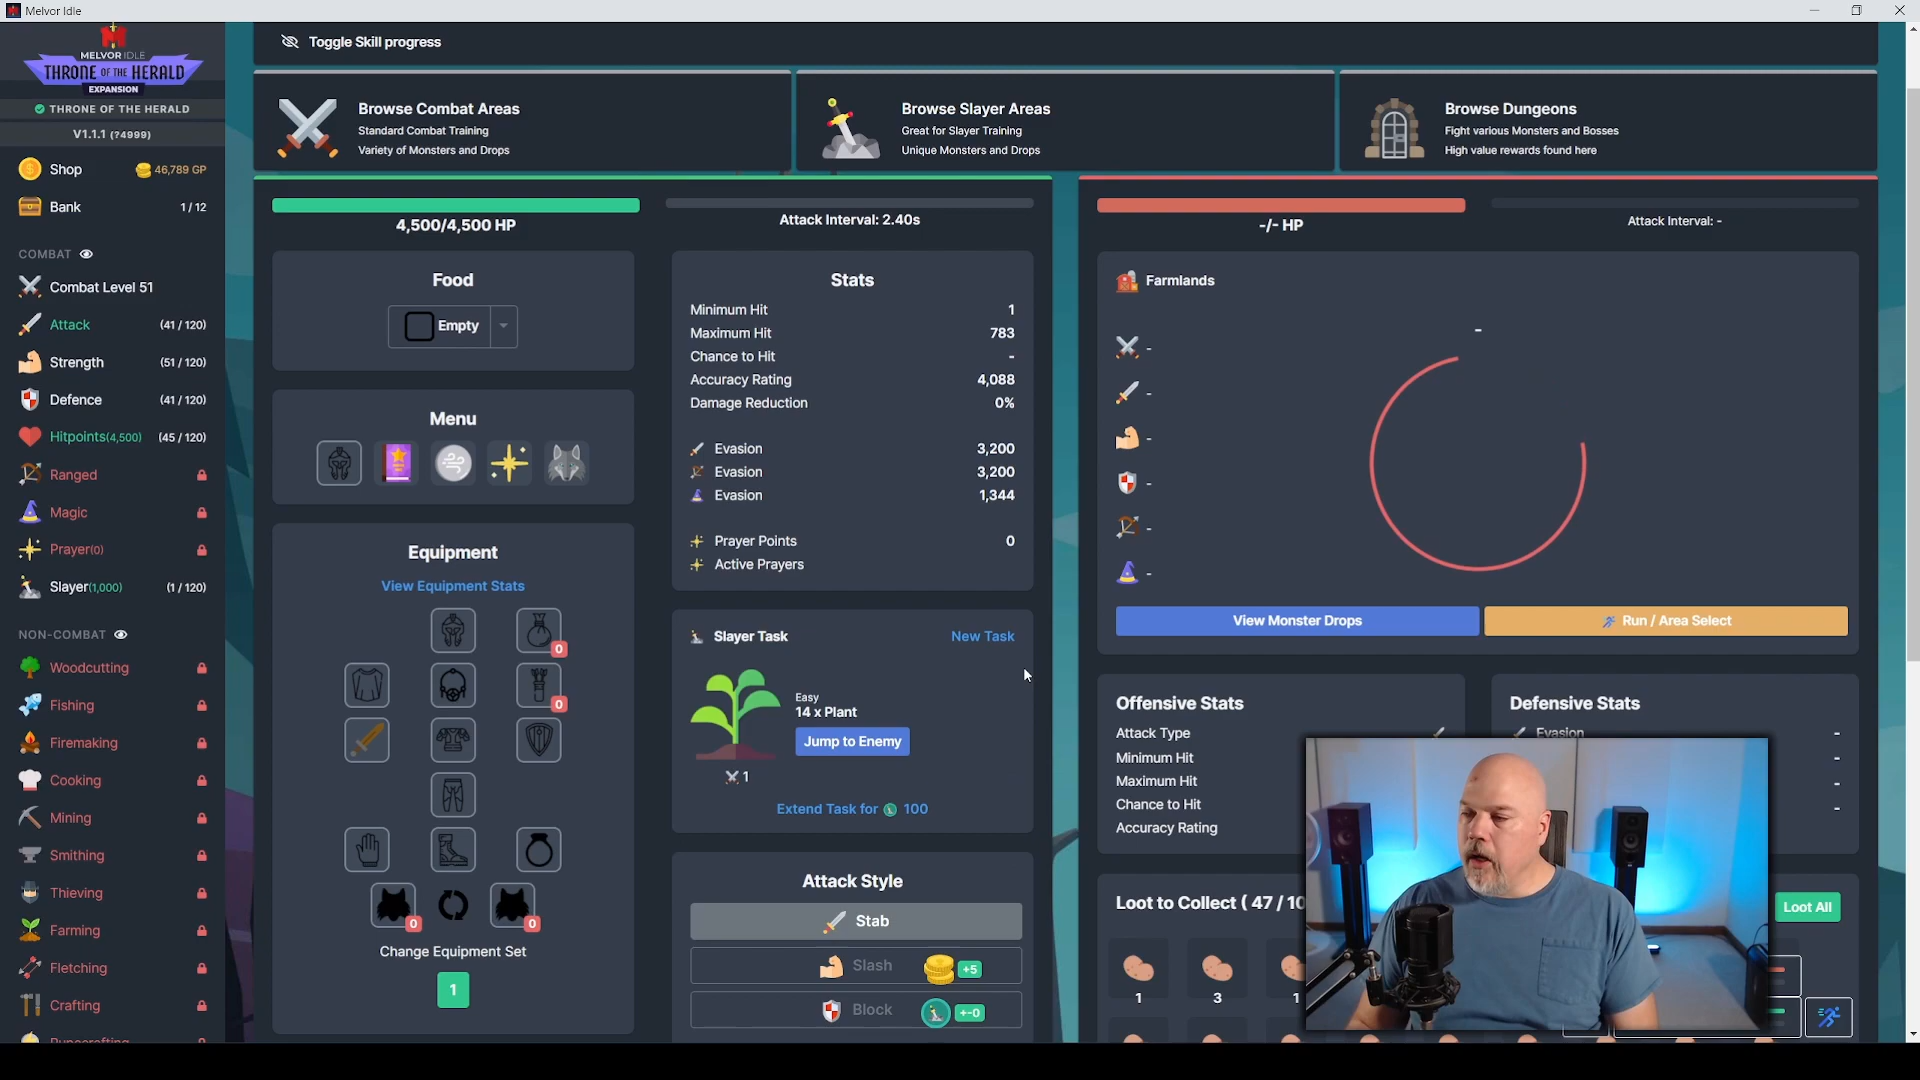 Melvor Idle
MELVOR IDLE
THRONE OF THE HERALD
EXPANSION
THRONE OF THE HERALD
V1.1.1 (?4999)
Shop 46,789 GP
Bank 1 / 12
COMBAT
Combat Level 51
Attack (41 / 120)
Strength (51 / 120)
Defence (41 / 120)
Hitpoints(4,500) (45 / 120)
Ranged
Magic
Prayer(0)
Slayer(1,000) (1 / 120)
NON-COMBAT
Woodcutting
Fishing
Firemaking
Cooking
Mining
Smithing
Thieving
Farming
Fletching
Crafting
Runecrafting
Toggle Skill progress
Browse Combat Areas
Standard Combat Training
Variety of Monsters and Drops
Browse Slayer Areas
Great for Slayer Training
Unique Monsters and Drops
Browse Dungeons
Fight various Monsters and Bosses
High value rewards found here
4,500/4,500 HP
Attack Interval: 2.40s
Food
Empty
Menu
Equipment
View Equipment Stats
0
0
0
0
Change Equipment Set
1
Stats
Minimum Hit 1
Maximum Hit 783
Chance to Hit -
Accuracy Rating 4,088
Damage Reduction 0%
Evasion 3,200
Evasion 3,200
Evasion 1,344
Prayer Points 0
Active Prayers
Slayer Task New Task
Easy
14 x Plant
Jump to Enemy
1
Extend Task for 100
Attack Style
Stab
Slash +5
Block +-0
-/- HP
Attack Interval: -
Farmlands
-
-
-
-
-
-
-
View Monster Drops
Run / Area Select
Offensive Stats
Attack Type
Minimum Hit
Maximum Hit
Chance to Hit
Accuracy Rating
Defensive Stats
Evasion -
-
-
-
Loot to Collect ( 47 / 10
Loot All
1 3 1